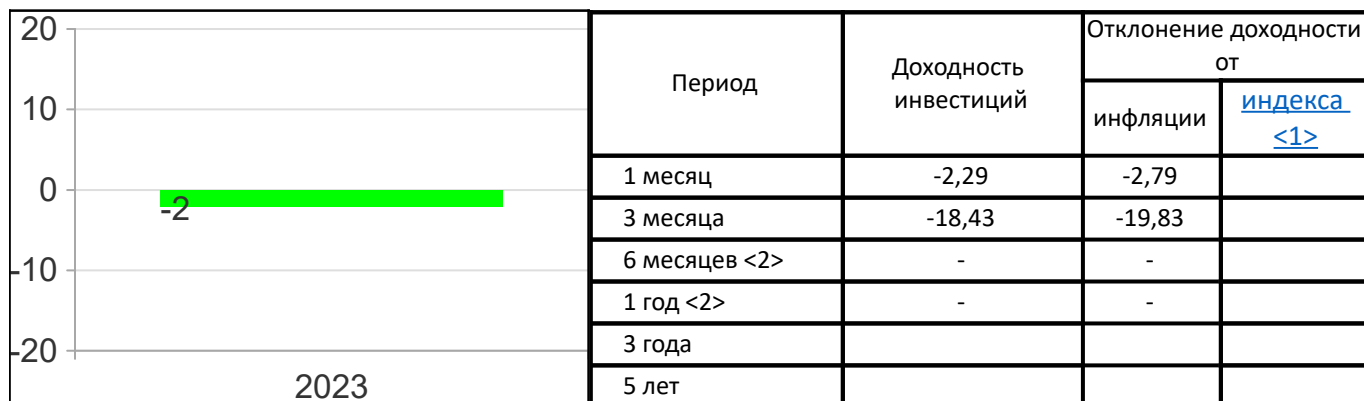 20
10
0
-2
-10
-20
2023
Период
Доходность
инвестиций
Отклонение доходности
от
инфляции
индекса
<1>
1 месяц -2,29 -2,79
3 месяца -18,43 -19,83
6 месяцев <2> - -
1 год <2> - -
3 года
5 лет